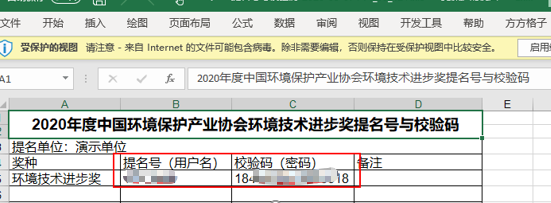 文件 开始 插入 页面布局 公式 数据 审阅 视图 开发工具 帮助 方方格子
受保护的视图 请注意 - 来自 Internet 的文件可能包含病毒。除非需要编辑，否则保持在受保护视图中比较安全。 启用
A1 fx 2020年度中国环境保护产业协会环境技术进步奖提名号与校验码
A B C D E F
2020年度中国环境保护产业协会环境技术进步奖提名号与校验码
提名单位：演示单位
奖种 提名号（用户名） 校验码（密码） 备注
环境技术进步奖 184 18